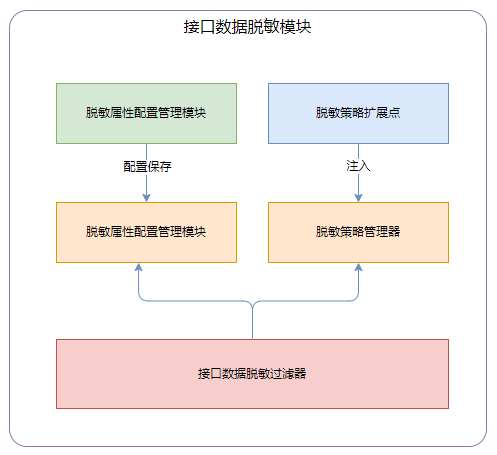 接口数据脱敏模块
脱敏属性配置管理模块
脱敏策略扩展点
配置保存
注入
脱敏属性配置管理模块
脱敏策略管理器
接口数据脱敏过滤器